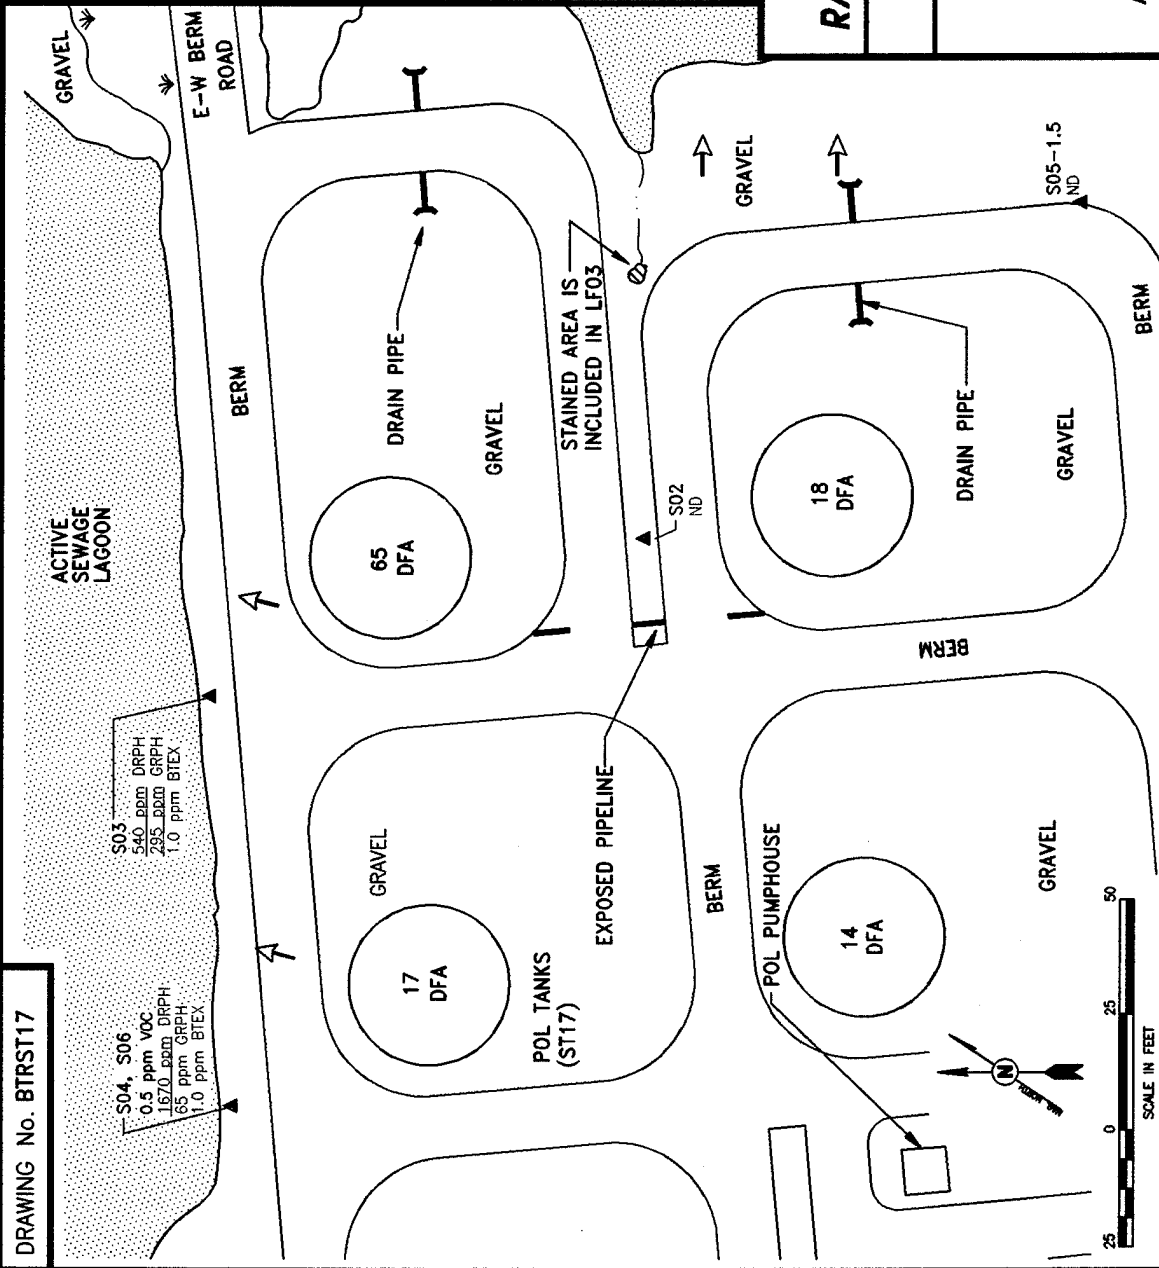 DRAWING No. BTRST17
ACTIVE
SEWAGE
LAGOON
GRAVEL
E-W BERM
ROAD
S04, S06
0.5 ppm VOC
1670 ppm DRPH
65 ppm GRPH
1.0 ppm BTEX
S03
540 ppm DRPH
295 ppm GRPH
1.0 ppm BTEX
BERM
17
DFA
GRAVEL
65
DFA
DRAIN PIPE
GRAVEL
POL TANKS
(ST17)
EXPOSED PIPELINE
STAINED AREA IS
INCLUDED IN LF03
S02
ND
GRAVEL
BERM
POL PUMPHOUSE
14
DFA
GRAVEL
BERM
18
DFA
DRAIN PIPE
GRAVEL
S05-1.5
ND
BERM
N
25
0
25
50
SCALE IN FEET